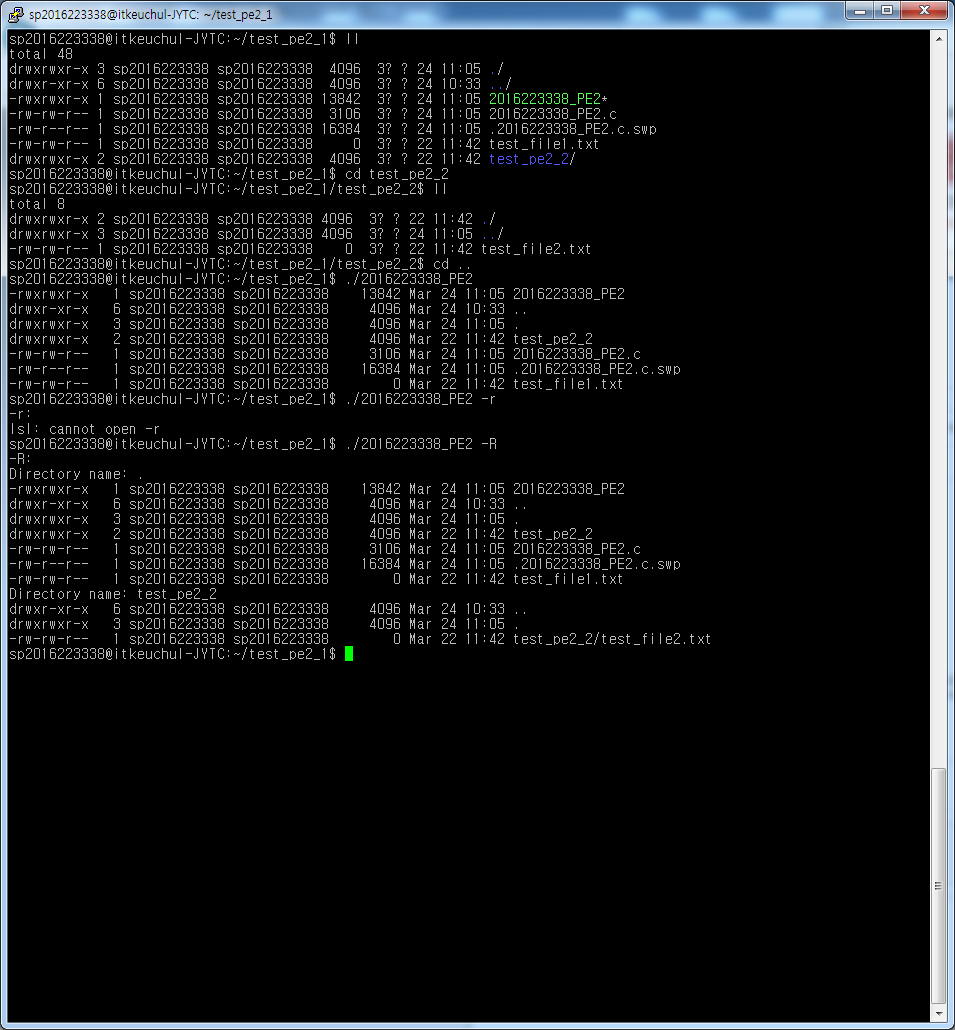 sp2016223338@itkeuchul-JYTC: ~/test_pe2_1
sp2016223338@itkeuchul-JYTC:~/test_pe2_1$ ll
total 48
drwxrwxr-x 3 sp2016223338 sp2016223338  4096  3? ? 24 11:05 ./
drwxrwxr-x 6 sp2016223338 sp2016223338  4096  3? ? 24 10:33 ../
-rwxrwxr-x 1 sp2016223338 sp2016223338 13842  3? ? 24 11:05 2016223338_PE2*
-rw-rw-r-- 1 sp2016223338 sp2016223338  3106  3? ? 24 11:05 2016223338_PE2.c
-rw-r--r-- 1 sp2016223338 sp2016223338 16384  3? ? 24 11:05 .2016223338_PE2.c.swp
-rw-rw-r-- 1 sp2016223338 sp2016223338     0  3? ? 22 11:42 test_file1.txt
drwxrwxr-x 2 sp2016223338 sp2016223338  4096  3? ? 22 11:42 test_pe2_2/
sp2016223338@itkeuchul-JYTC:~/test_pe2_1$ cd test_pe2_2
sp2016223338@itkeuchul-JYTC:~/test_pe2_1/test_pe2_2$ ll
total 8
drwxrwxr-x 2 sp2016223338 sp2016223338 4096  3? ? 22 11:42 ./
drwxrwxr-x 3 sp2016223338 sp2016223338 4096  3? ? 24 11:05 ../
-rw-rw-r-- 1 sp2016223338 sp2016223338    0  3? ? 22 11:42 test_file2.txt
sp2016223338@itkeuchul-JYTC:~/test_pe2_1/test_pe2_2$ cd ..
sp2016223338@itkeuchul-JYTC:~/test_pe2_1$ ./2016223338_PE2
-rwxrwxr-x   1 sp2016223338 sp2016223338    13842 Mar 24 11:05 2016223338_PE2
drwxrwxr-x   6 sp2016223338 sp2016223338     4096 Mar 24 10:33 ..
drwxrwxr-x   3 sp2016223338 sp2016223338     4096 Mar 24 11:05 .
drwxrwxr-x   2 sp2016223338 sp2016223338     4096 Mar 22 11:42 test_pe2_2
-rw-rw-r--   1 sp2016223338 sp2016223338     3106 Mar 24 11:05 2016223338_PE2.c
-rw-rw-r--   1 sp2016223338 sp2016223338    16384 Mar 24 11:05 .2016223338_PE2.c.swp
-rw-rw-r--   1 sp2016223338 sp2016223338        0 Mar 22 11:42 test_file1.txt
sp2016223338@itkeuchul-JYTC:~/test_pe2_1$ ./2016223338_PE2 -r
-r:
lsl: cannot open -r
sp2016223338@itkeuchul-JYTC:~/test_pe2_1$ ./2016223338_PE2 -R
-R:
Directory name: .
-rwxrwxr-x   1 sp2016223338 sp2016223338    13842 Mar 24 11:05 2016223338_PE2
drwxr-xr-x   6 sp2016223338 sp2016223338     4096 Mar 24 10:33 ..
drwxrwxr-x   3 sp2016223338 sp2016223338     4096 Mar 24 11:05 .
drwxrwxr-x   2 sp2016223338 sp2016223338     4096 Mar 22 11:42 test_pe2_2
-rw-rw-r--   1 sp2016223338 sp2016223338     3106 Mar 24 11:05 2016223338_PE2.c
-rw-rw-r--   1 sp2016223338 sp2016223338    16384 Mar 24 11:05 .2016223338_PE2.c.swp
-rw-rw-r--   1 sp2016223338 sp2016223338        0 Mar 22 11:42 test_file1.txt
Directory name: test_pe2_2
drwxr-xr-x   6 sp2016223338 sp2016223338     4096 Mar 24 10:33 ..
drwxrwxr-x   3 sp2016223338 sp2016223338     4096 Mar 24 11:05 .
-rw-rw-r--   1 sp2016223338 sp2016223338        0 Mar 22 11:42 test_pe2_2/test_file2.txt
sp2016223338@itkeuchul-JYTC:~/test_pe2_1$